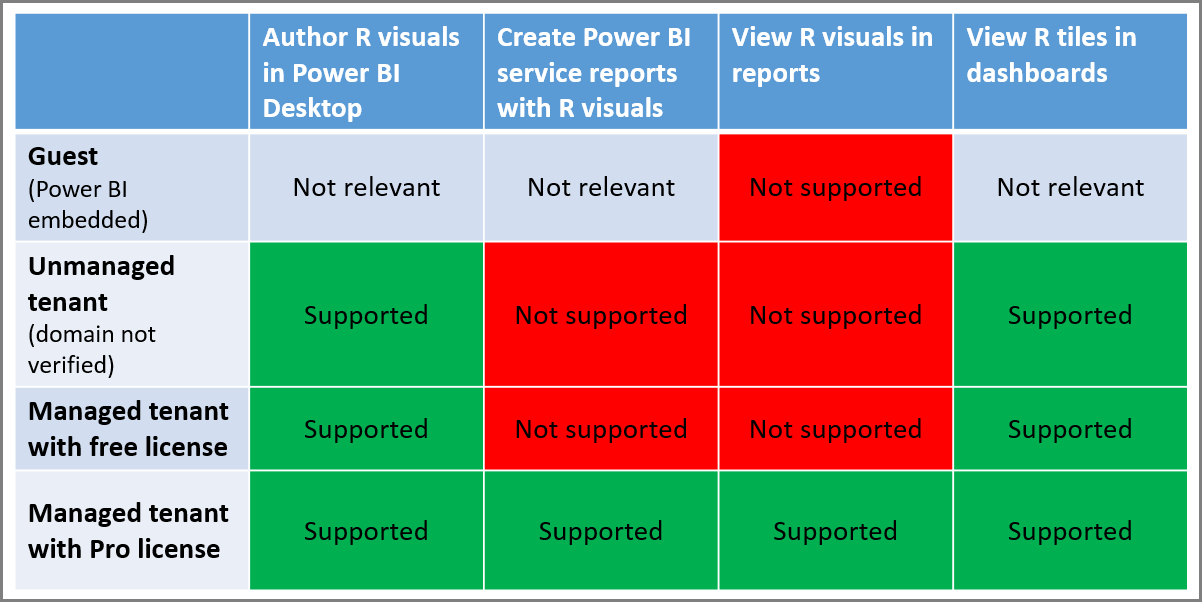 Author R visuals
in Power BI
Desktop
Create Power BI
service reports
with R visuals
View R visuals in
reports
View R tiles in
dashboards
Guest
(Power BI
embedded)
Not relevant
Not relevant
Not supported
Not relevant
Unmanaged
tenant
(domain not
verified)
Supported
Not supported
Not supported
Supported
Managed tenant
with free license
Supported
Not supported
Not supported
Supported
Managed tenant
with Pro license
Supported
Supported
Supported
Supported